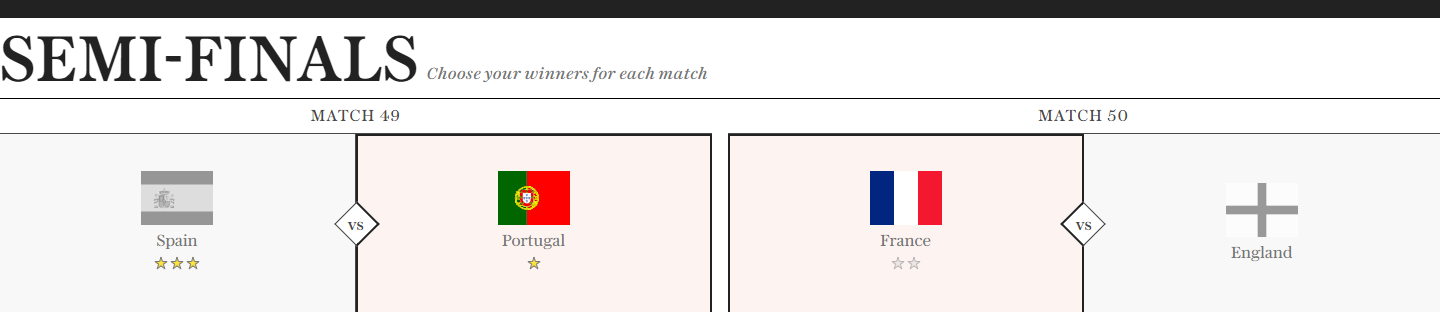 SEMI-FINALS Choose your winners for each match
MATCH 49
MATCH 50
Spain
VS
Portugal
France
VS
England